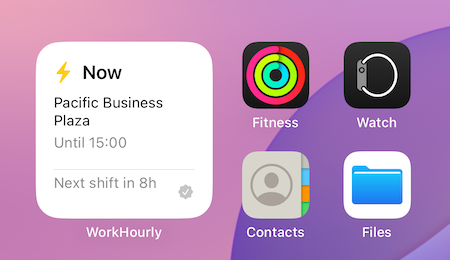 Now
Pacific Business
Plaza
Until 15:00
Next shift in 8h
WorkHourly
Fitness
Watch
Contacts
Files